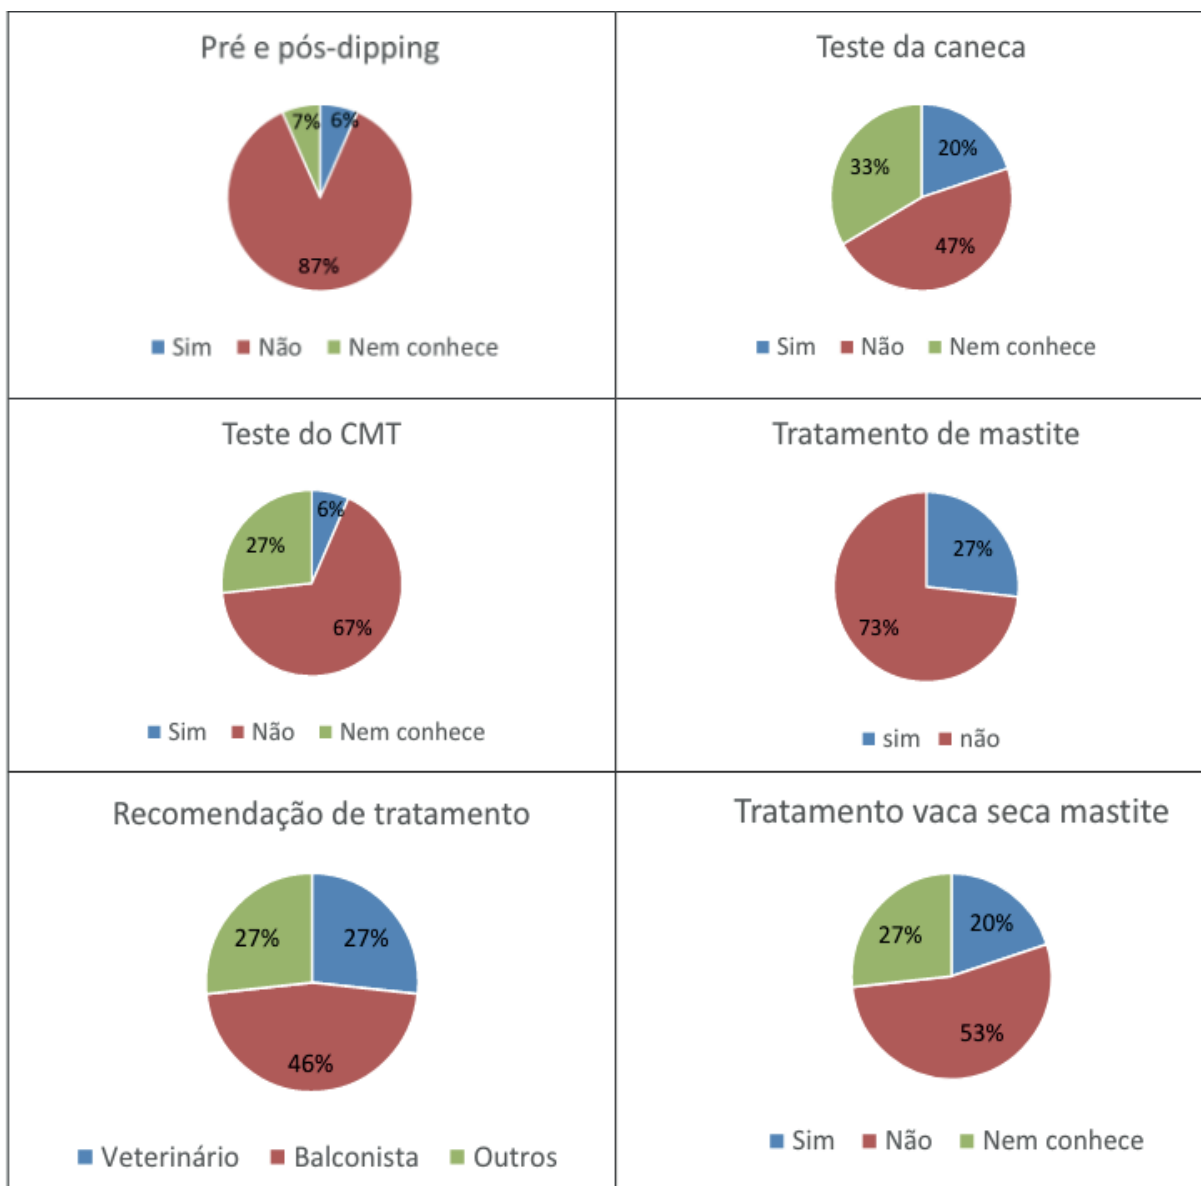 Pré e pós-dipping
7%
6%
87%
Sim Não Nem conhece
Teste da caneca
20%
33%
47%
Sim Não Nem conhece
Teste do CMT
6%
27%
67%
Sim Não Nem conhece
Tratamento de mastite
27%
73%
sim não
Recomendação de tratamento
27%
27%
46%
Veterinário Balconista Outros
Tratamento vaca seca mastite
20%
27%
53%
Sim Não Nem conhece